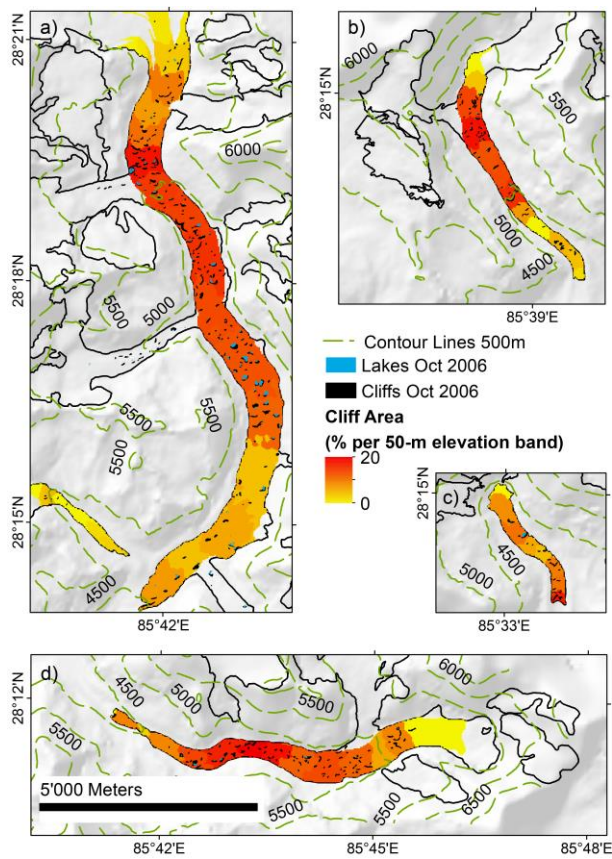 a)
28°21'N
28°18'N
28°15'N
6000
5000
5500
5500
5500
5500
4500
85°42'E
b)
6000
28°15'N
5500
5000
4500
85°39'E
Contour Lines 500m
Lakes Oct 2006
Cliffs Oct 2006
Cliff Area
(% per 50-m elevation band)
20
0
c)
28°15'N
4500
5000
85°33'E
d)
28°12'N
4500
5000
5500
6000
5500
5'000 Meters
5500
5500
6500
85°42'E
85°45'E
85°48'E